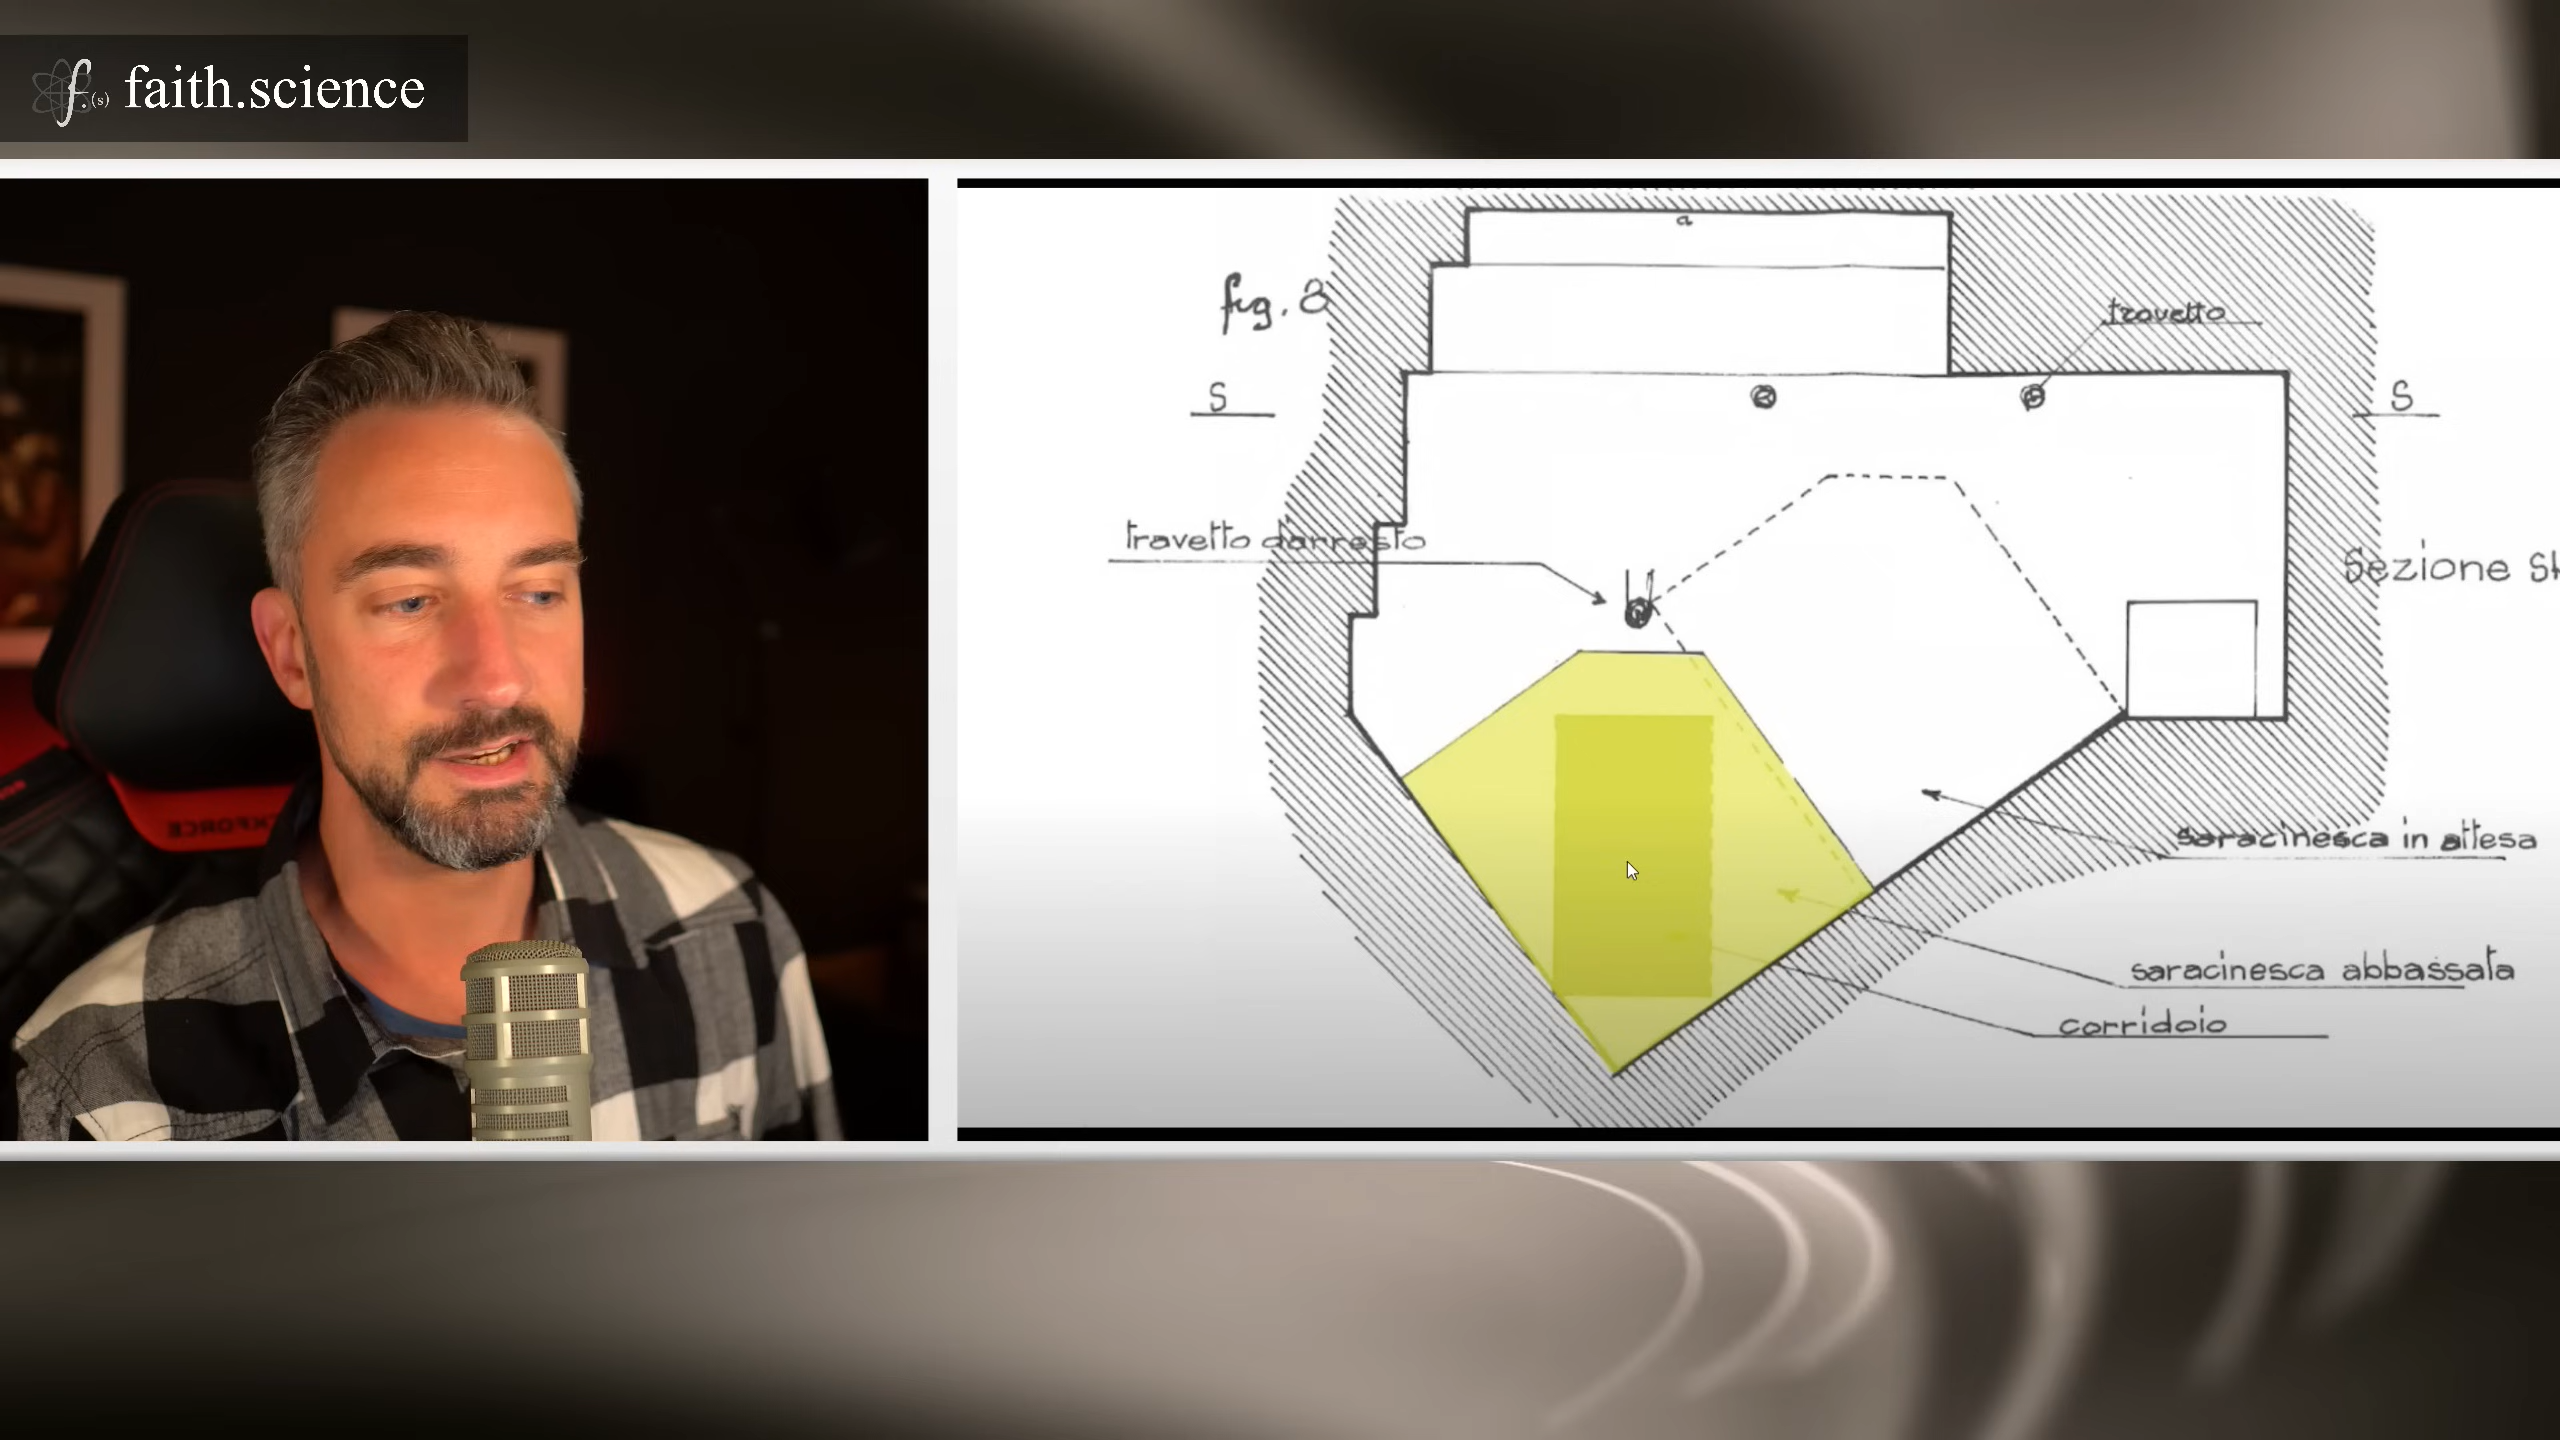 f.(s) faith.science
a
fig. 8
travetto
S
S
travetto d'arresto
Sezione
saracinesca in attesa
saracinesca abbassata
corridoio